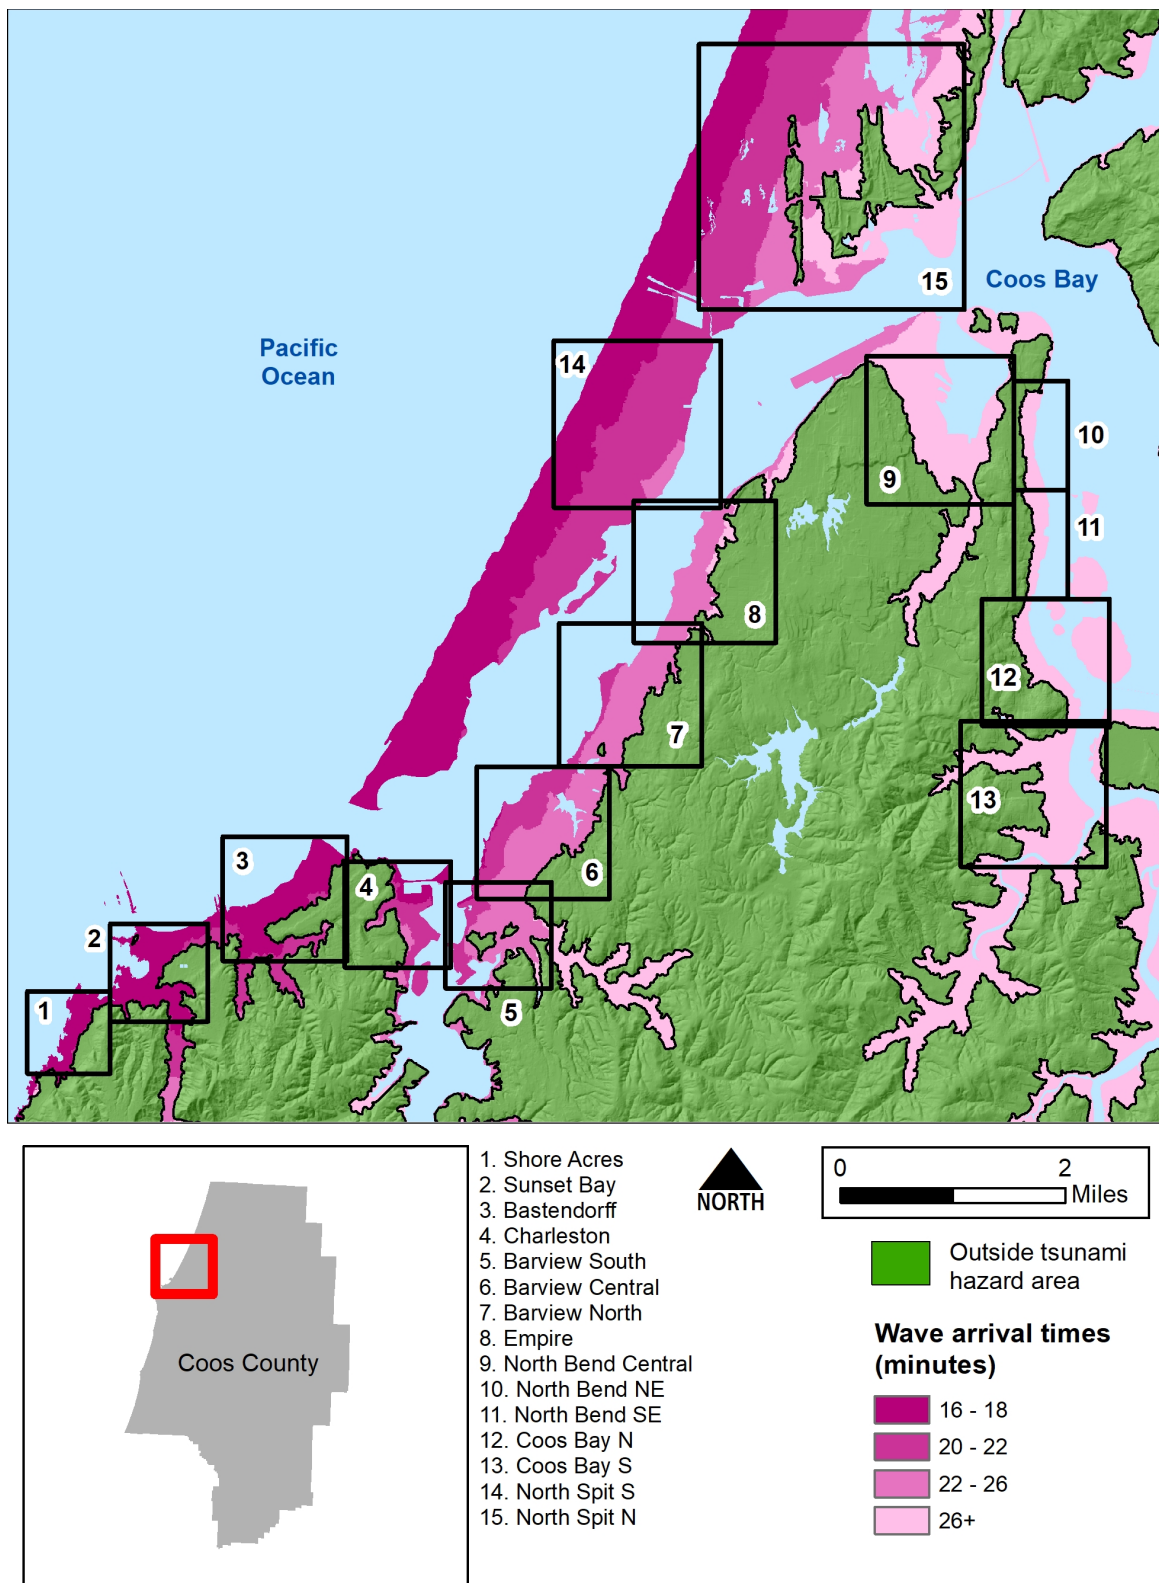 15
Coos Bay
Pacific
Ocean
14
10
9
11
8
12
7
13
3
6
4
2
1
5
Coos County
1. Shore Acres
2. Sunset Bay
3. Bastendorff
4. Charleston
5. Barview South
6. Barview Central
7. Barview North
8. Empire
9. North Bend Central
10. North Bend NE
11. North Bend SE
12. Coos Bay N
13. Coos Bay S
14. North Spit S
15. North Spit N
NORTH
0 2
Miles
Outside tsunami
hazard area
Wave arrival times
(minutes)
16 - 18
20 - 22
22 - 26
26+